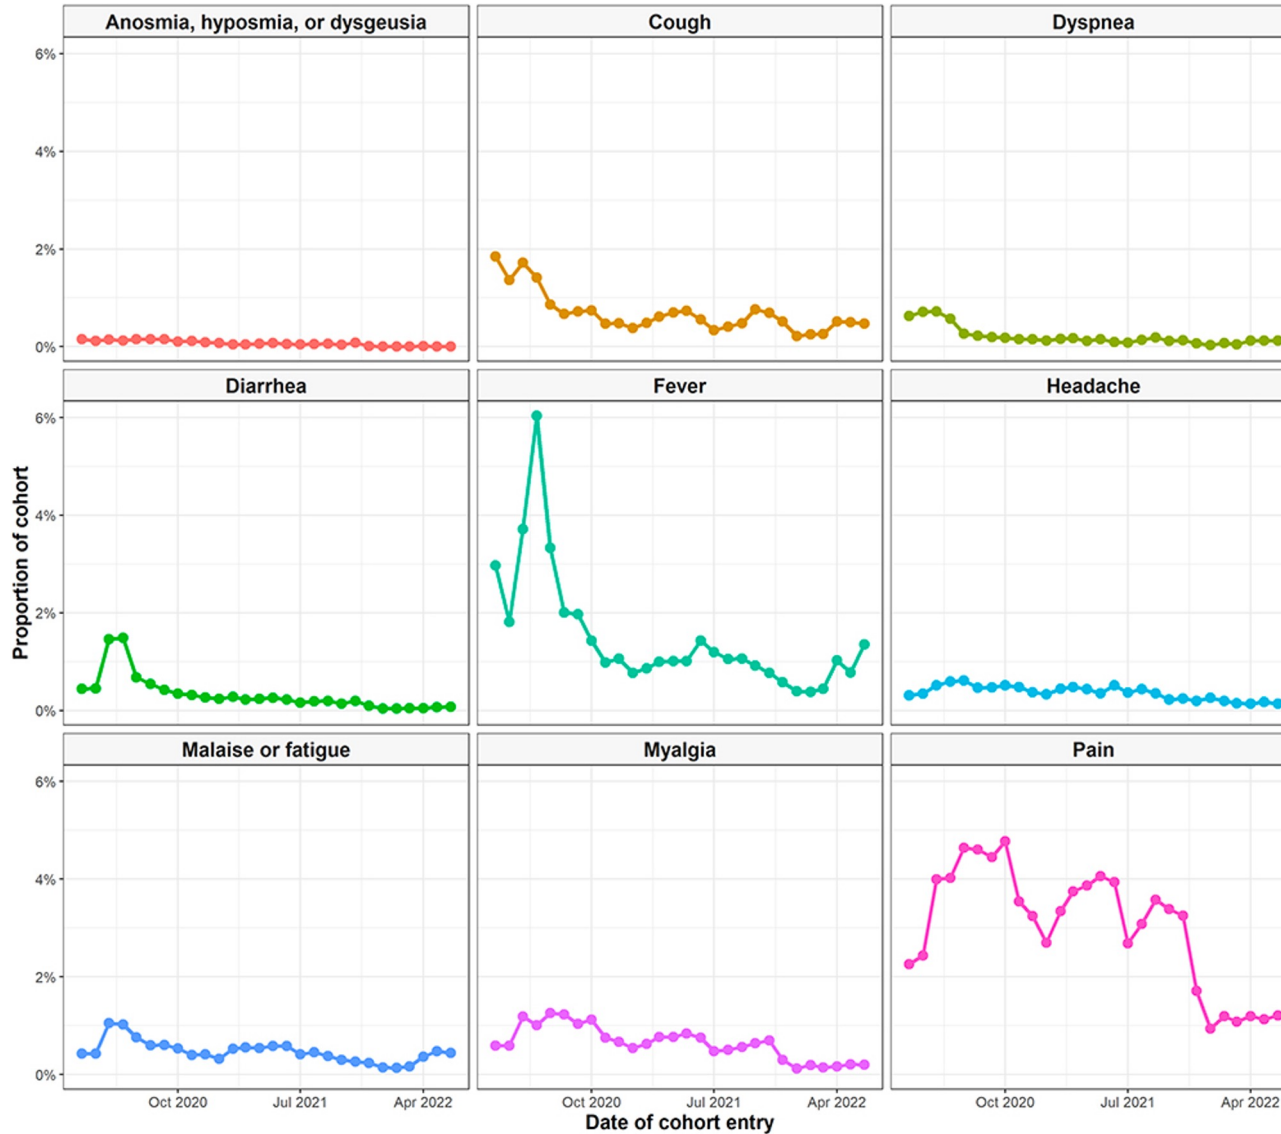 Anosmia, hyposmia, or dysgeusia Cough Dyspnea
6%
4%
2%
0%
Diarrhea Fever Headache
6%
4%
2%
0%
Proportion of cohort
Malaise or fatigue Myalgia Pain
6%
4%
2%
0%
Oct 2020 Jul 2021 Apr 2022 Oct 2020 Jul 2021 Apr 2022 Oct 2020 Jul 2021 Apr 2022
Date of cohort entry